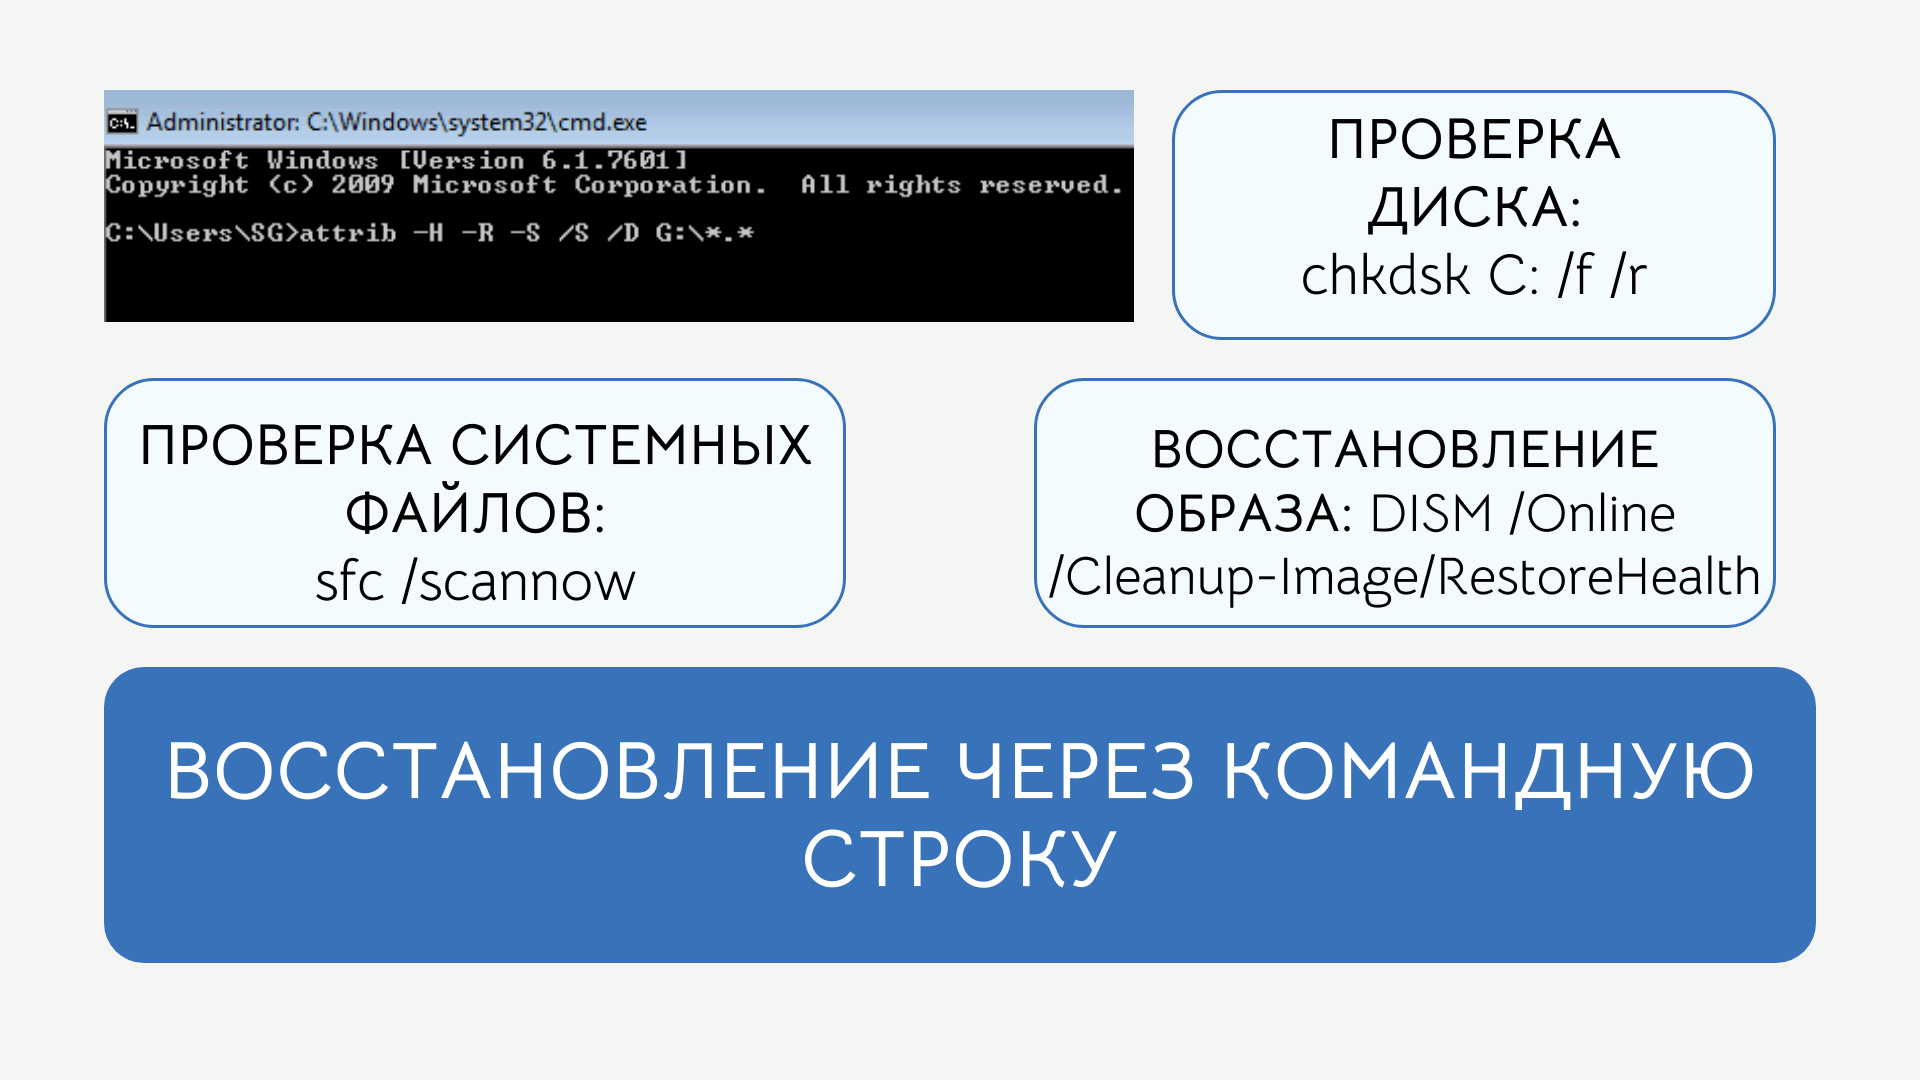 Administrator: C:\Windows\system32\cmd.exe
Microsoft Windows [Version 6.1.7601]
Copyright (c) 2009 Microsoft Corporation.  All rights reserved.
C:\Users\SG>attrib -H -R -S /S /D G:\*.*
ПРОВЕРКА
ДИСКА:
chkdsk C: /f /r
ПРОВЕРКА СИСТЕМНЫХ
ФАЙЛОВ:
sfc /scannow
ВОССТАНОВЛЕНИЕ
ОБРАЗА: DISM /Online
/Cleanup-Image/RestoreHealth
ВОССТАНОВЛЕНИЕ ЧЕРЕЗ КОМАНДНУЮ
СТРОКУ